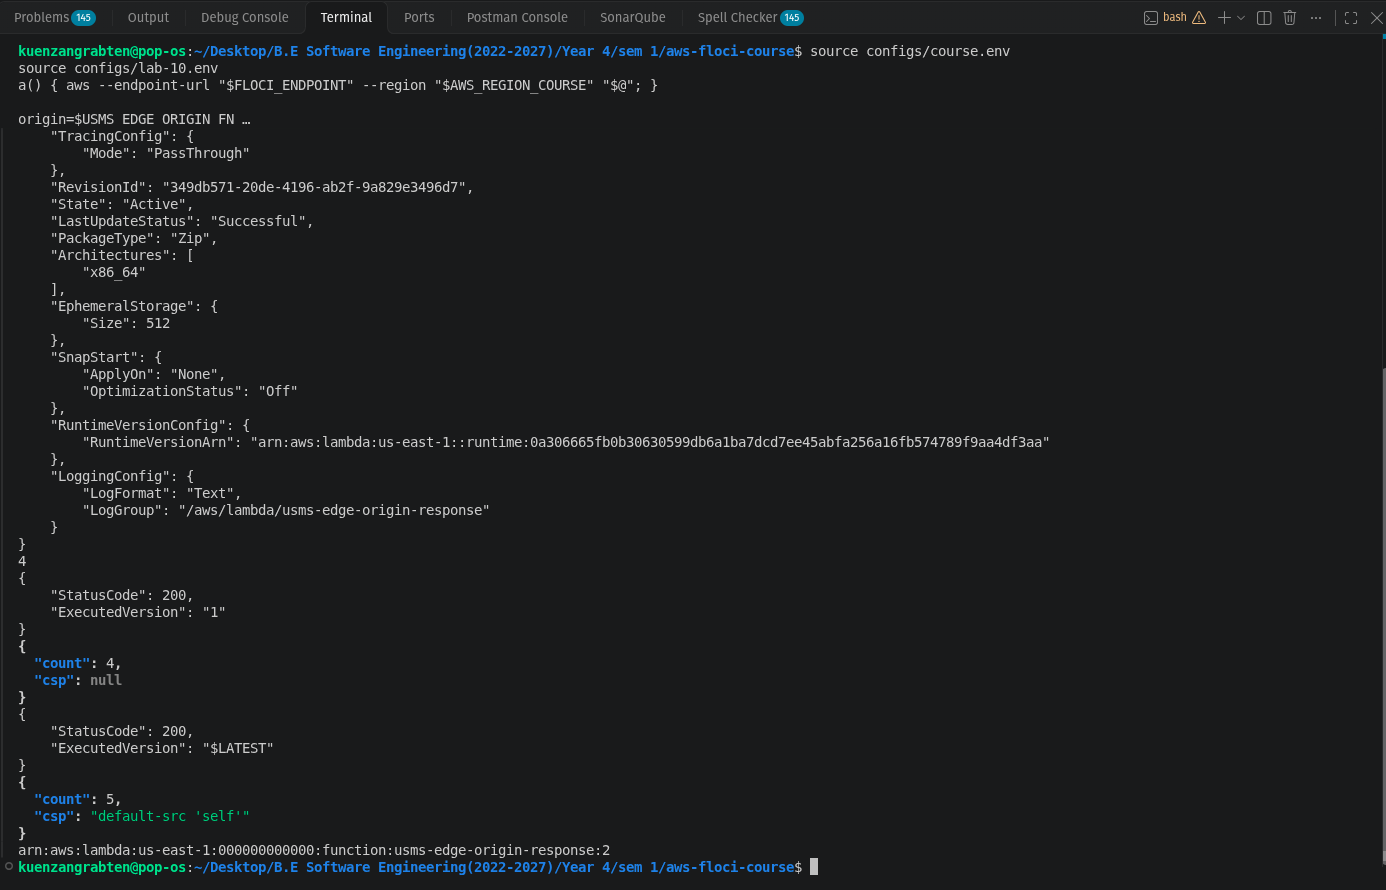 Problems 145 Output Debug Console Terminal Ports Postman Console SonarQube Spell Checker 145 bash
kuenzangrabten@pop-os:~/Desktop/B.E Software Engineering(2022-2027)/Year 4/sem 1/aws-floci-course$ source configs/course.env
source configs/lab-10.env
a() { aws --endpoint-url "$FLOCI_ENDPOINT" --region "$AWS_REGION_COURSE" "$@"; }
origin=$USMS EDGE ORIGIN FN …
    "TracingConfig": {
        "Mode": "PassThrough"
    },
    "RevisionId": "349db571-20de-4196-ab2f-9a829e3496d7",
    "State": "Active",
    "LastUpdateStatus": "Successful",
    "PackageType": "Zip",
    "Architectures": [
        "x86_64"
    ],
    "EphemeralStorage": {
        "Size": 512
    },
    "SnapStart": {
        "ApplyOn": "None",
        "OptimizationStatus": "Off"
    },
    "RuntimeVersionConfig": {
        "RuntimeVersionArn": "arn:aws:lambda:us-east-1::runtime:0a306665fb0b30630599db6a1ba7dcd7ee45abfa256a16fb574789f9aa4df3aa"
    },
    "LoggingConfig": {
        "LogFormat": "Text",
        "LogGroup": "/aws/lambda/usms-edge-origin-response"
    }
}
4
{
    "StatusCode": 200,
    "ExecutedVersion": "1"
}
{
  "count": 4,
  "csp": null
}
{
    "StatusCode": 200,
    "ExecutedVersion": "$LATEST"
}
{
  "count": 5,
  "csp": "default-src 'self'"
}
arn:aws:lambda:us-east-1:000000000000:function:usms-edge-origin-response:2
kuenzangrabten@pop-os:~/Desktop/B.E Software Engineering(2022-2027)/Year 4/sem 1/aws-floci-course$